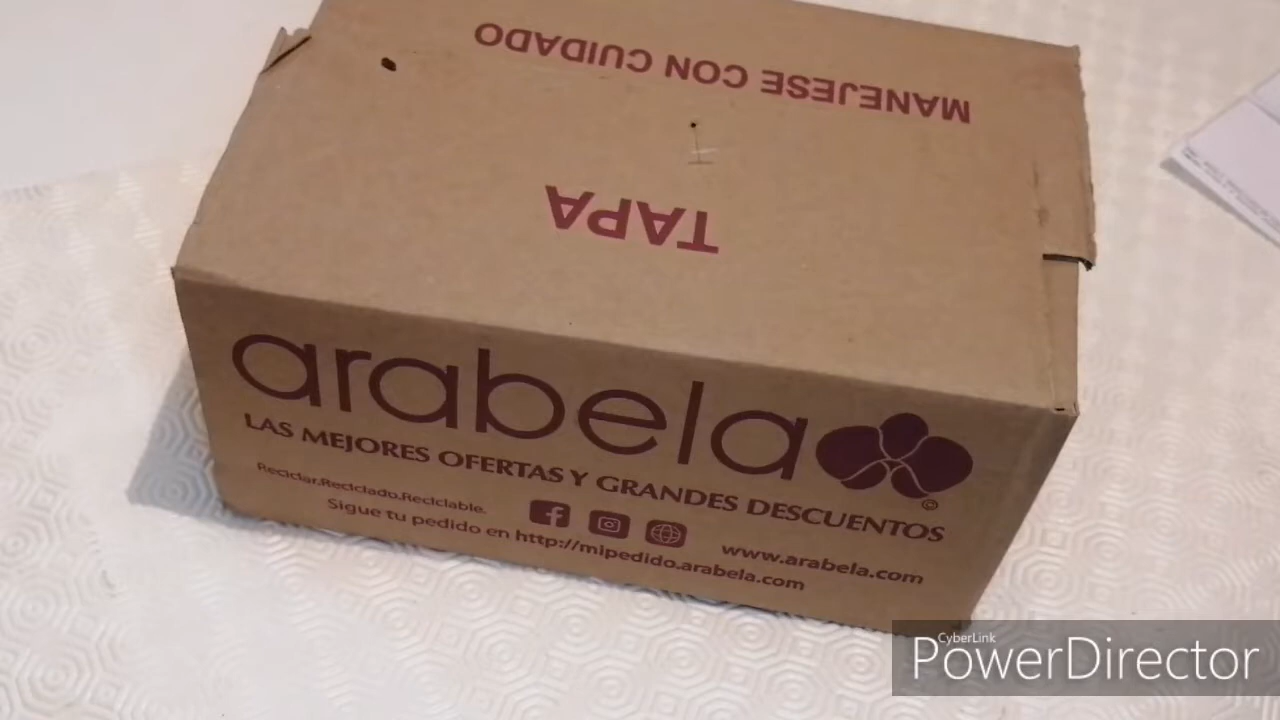 MANEJESE CON CUIDADO
TAPA
arabela
©
LAS MEJORES OFERTAS Y GRANDES DESCUENTOS
Reciclar.Reciclado.Reciclable.
www.arabela.com
Sigue tu pedido en http://mipedido.arabela.com
CyberLink
PowerDirector